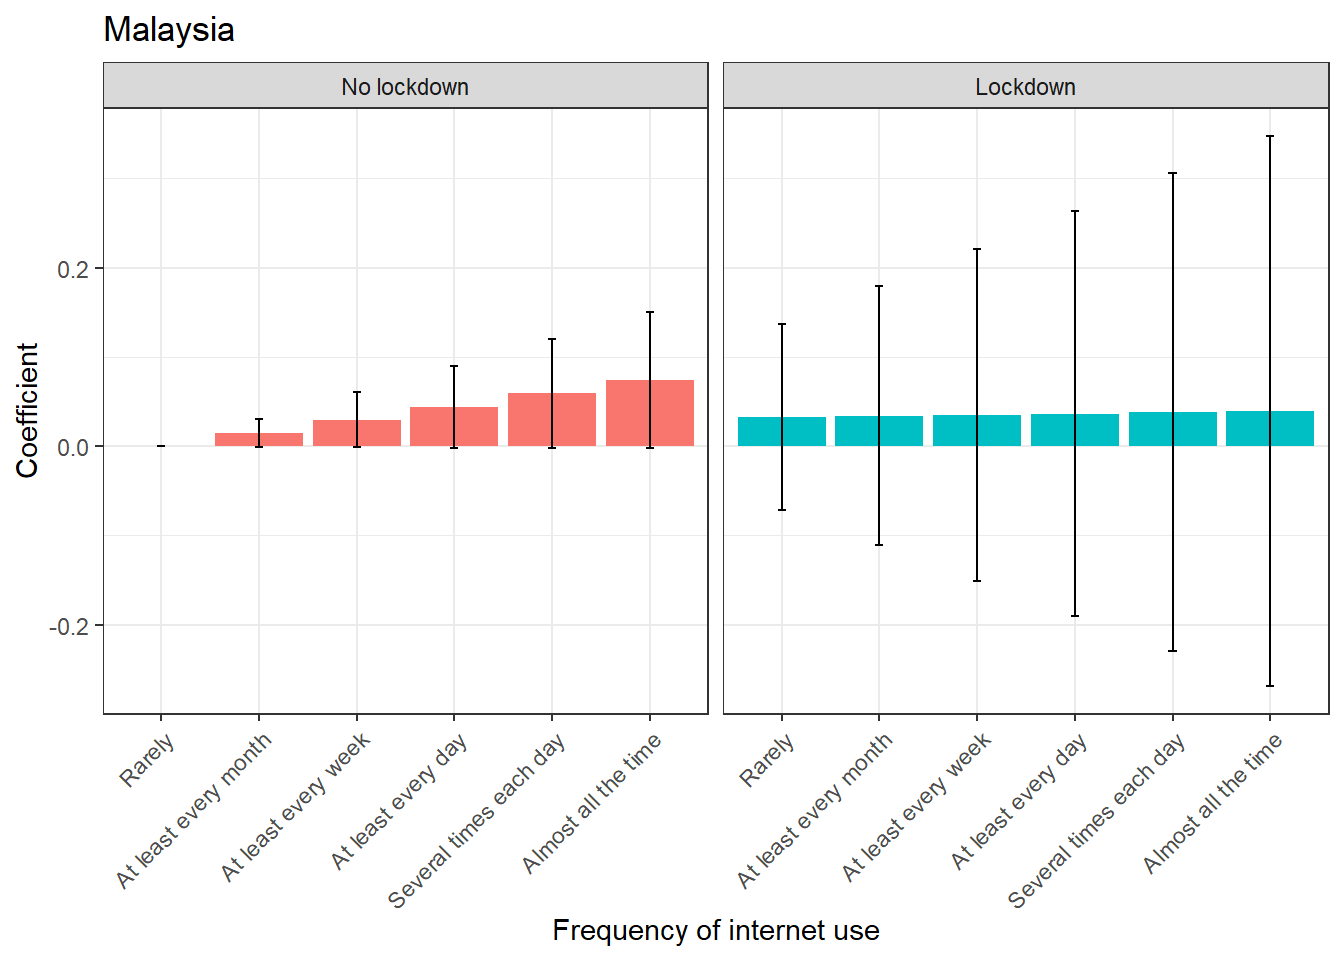 Malaysia
No lockdown
Lockdown
Coefficient
0.2
0.0
-0.2
Rarely
At least every month
At least every week
At least every day
Several times each day
Almost all the time
Rarely
At least every month
At least every week
At least every day
Several times each day
Almost all the time
Frequency of internet use